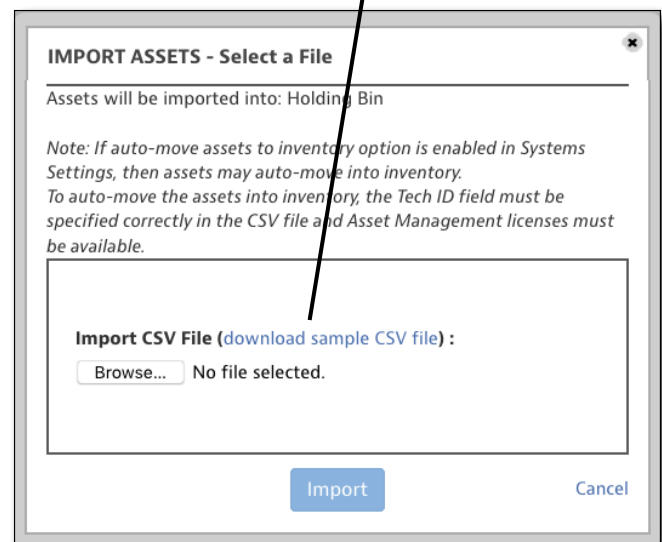 IMPORT ASSETS - Select a File
Assets will be imported into: Holding Bin
Note: If auto-move assets to inventory option is enabled in Systems
Settings, then assets may auto-move into inventory.
To auto-move the assets into inventory, the Tech ID field must be
specified correctly in the CSV file and Asset Management licenses must
be available.
Import CSV File (download sample CSV file) :
Browse... No file selected.
Import
Cancel